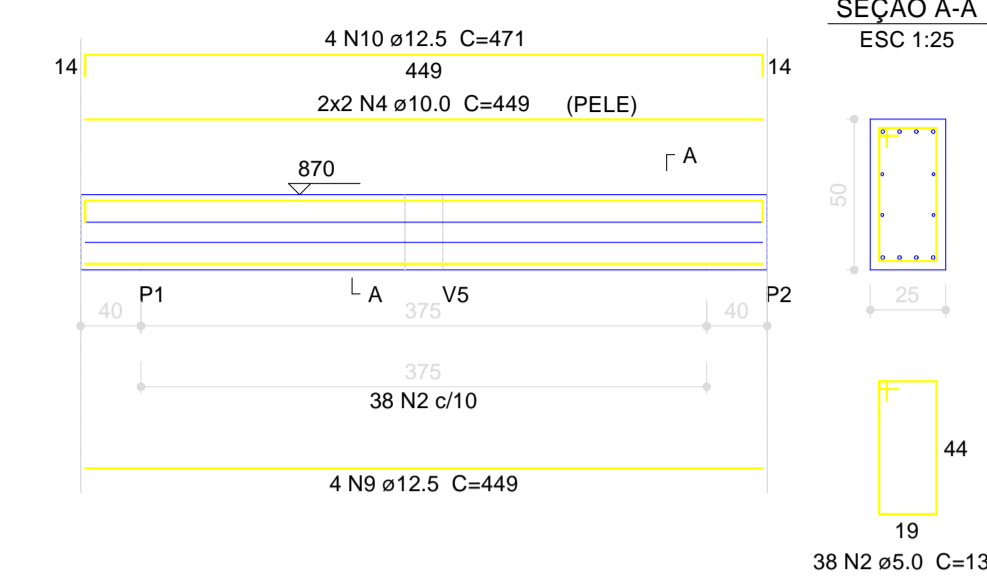 SEÇÃO A-A
ESC 1:25
4 N10 ø12.5 C=471
14
449
14
2x2 N4 ø10.0 C=449 (PELE)
A
870
50
P1
A
V5
P2
25
40
375
40
375
38 N2 c/10
44
4 N9 ø12.5 C=449
19
38 N2 ø5.0